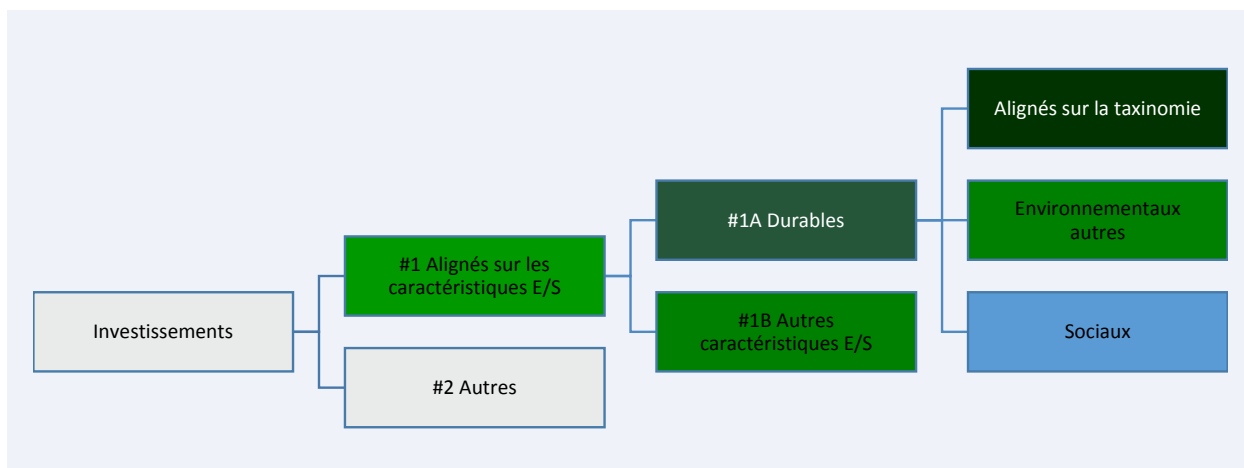 Investissements
#1 Alignés sur les
caractéristiques E/S
#2 Autres
#1A Durables
#1B Autres
caractéristiques E/S
Alignés sur la taxinomie
Environnementaux
autres
Sociaux